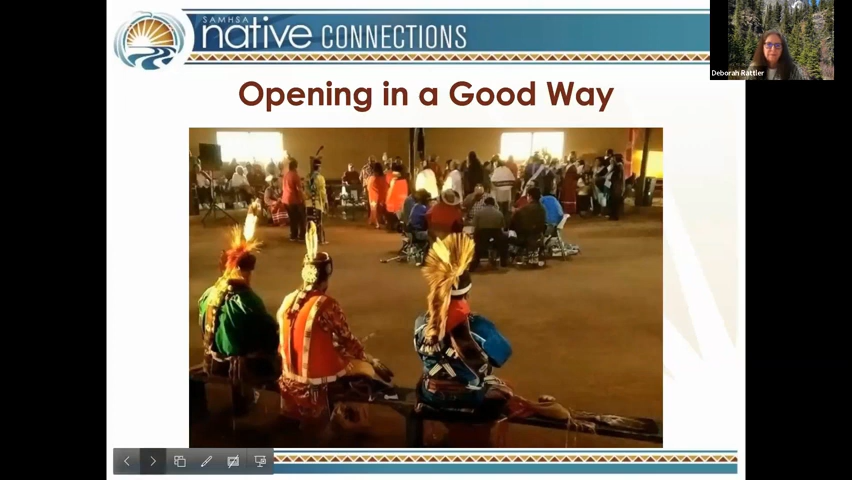 SAMHSA
native CONNECTIONS
Deborah Rattler
Opening in a Good Way